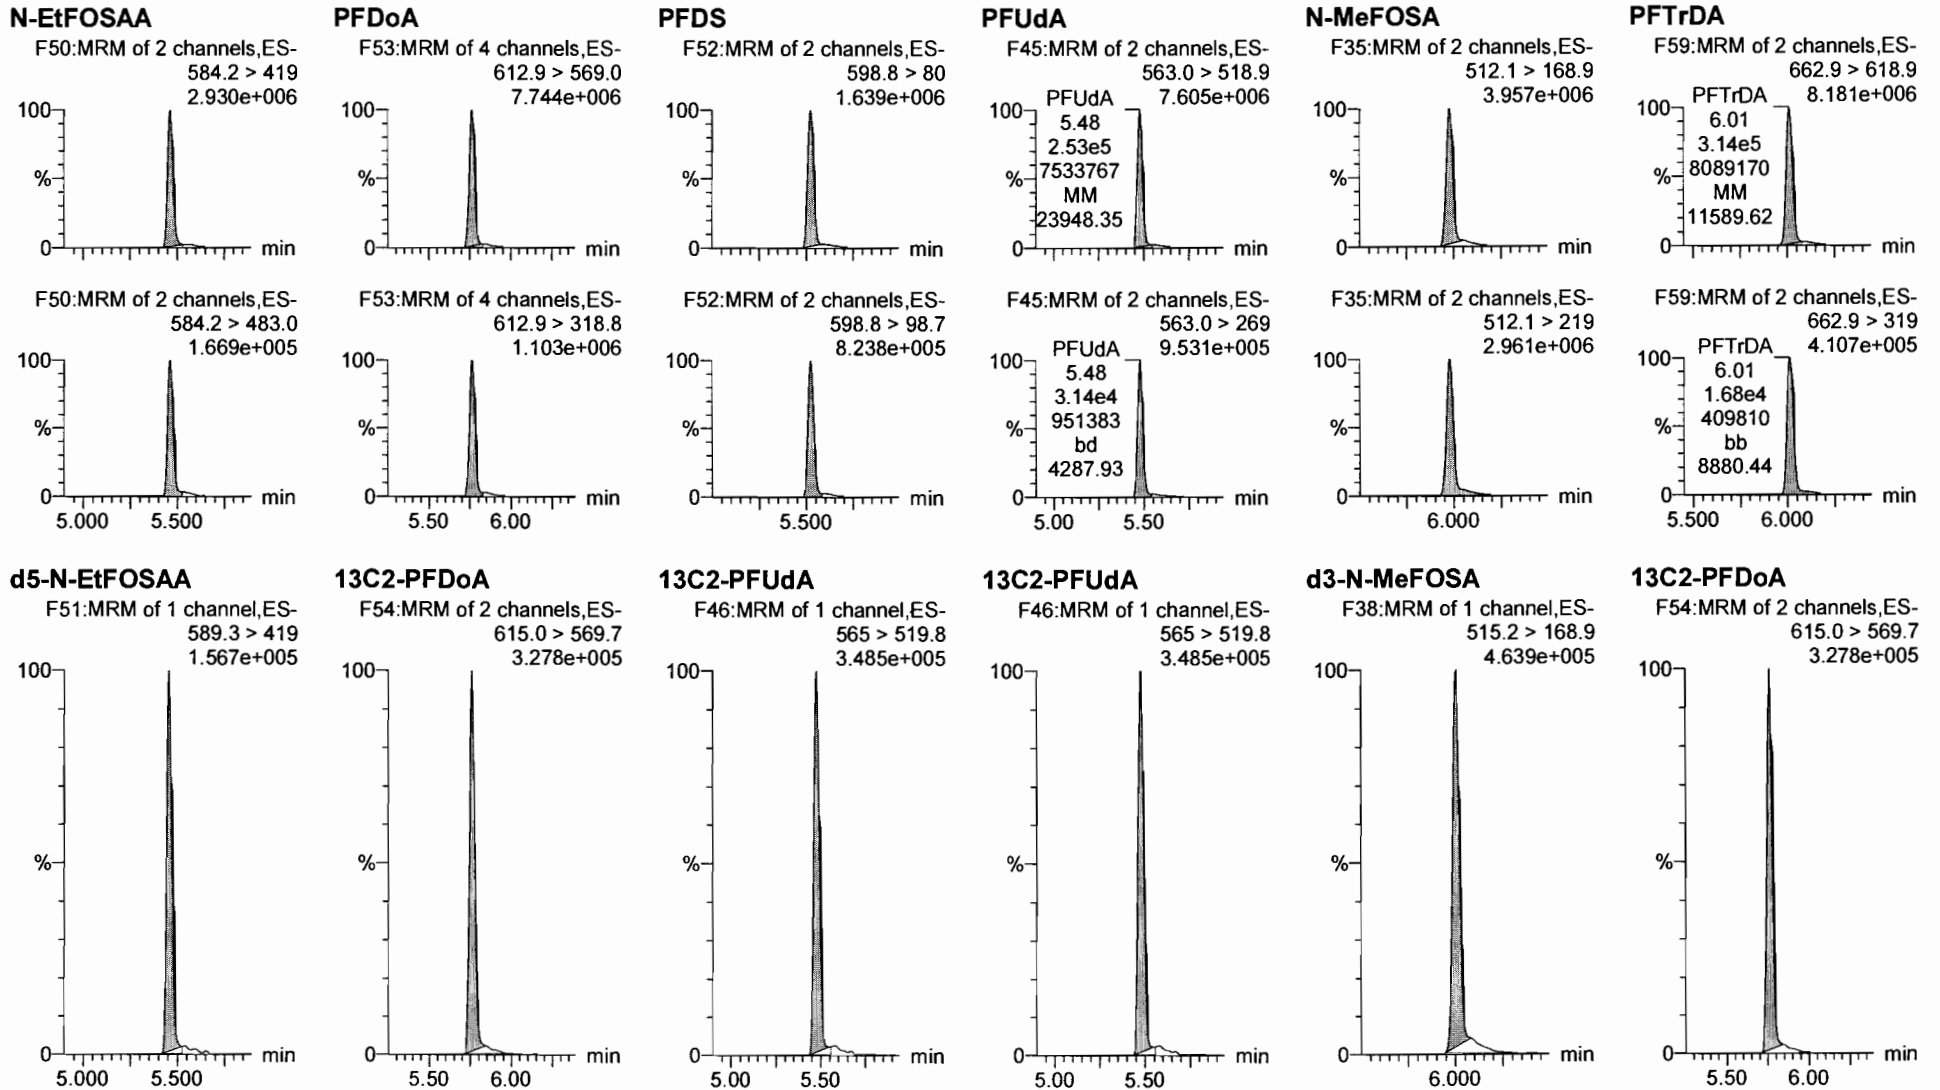 N-EtFOSAA
F50:MRM of 2 channels,ES-
584.2 > 419
2.930e+006
100
%
0
min
PFDoA
F53:MRM of 4 channels,ES-
612.9 > 569.0
7.744e+006
100
%
0
min
PFDS
F52:MRM of 2 channels,ES-
598.8 > 80
1.639e+006
100
%
0
min
PFUdA
F45:MRM of 2 channels,ES-
563.0 > 518.9
7.605e+006
PFUdA
5.48
2.53e5
7533767
MM
23948.35
100
%
0
min
N-MeFOSA
F35:MRM of 2 channels,ES-
512.1 > 168.9
3.957e+006
100
%
0
min
PFTrDA
F59:MRM of 2 channels,ES-
662.9 > 618.9
8.181e+006
PFTrDA
6.01
3.14e5
8089170
MM
11589.62
100
%
0
min
F50:MRM of 2 channels,ES-
584.2 > 483.0
1.669e+005
100
%
0
min
5.000 5.500
F53:MRM of 4 channels,ES-
612.9 > 318.8
1.103e+006
100
%
0
min
5.50 6.00
F52:MRM of 2 channels,ES-
598.8 > 98.7
8.238e+005
100
%
0
min
5.500
F45:MRM of 2 channels,ES-
563.0 > 269
9.531e+005
PFUdA
5.48
3.14e4
951383
bd
4287.93
100
%
0
min
5.00 5.50
F35:MRM of 2 channels,ES-
512.1 > 219
2.961e+006
100
%
0
min
6.000
F59:MRM of 2 channels,ES-
662.9 > 319
4.107e+005
PFTrDA
6.01
1.68e4
409810
bb
8880.44
100
%
0
min
5.500 6.000
d5-N-EtFOSAA
F51:MRM of 1 channel,ES-
589.3 > 419
1.567e+005
100
%
0
min
5.000 5.500
13C2-PFDoA
F54:MRM of 2 channels,ES-
615.0 > 569.7
3.278e+005
100
%
0
min
5.50 6.00
13C2-PFUdA
F46:MRM of 1 channel,ES-
565 > 519.8
3.485e+005
100
%
0
min
5.00 5.50
13C2-PFUdA
F46:MRM of 1 channel,ES-
565 > 519.8
3.485e+005
100
%
0
min
5.00 5.50
d3-N-MeFOSA
F38:MRM of 1 channel,ES-
515.2 > 168.9
4.639e+005
100
%
0
min
6.000
13C2-PFDoA
F54:MRM of 2 channels,ES-
615.0 > 569.7
3.278e+005
100
%
0
min
5.50 6.00